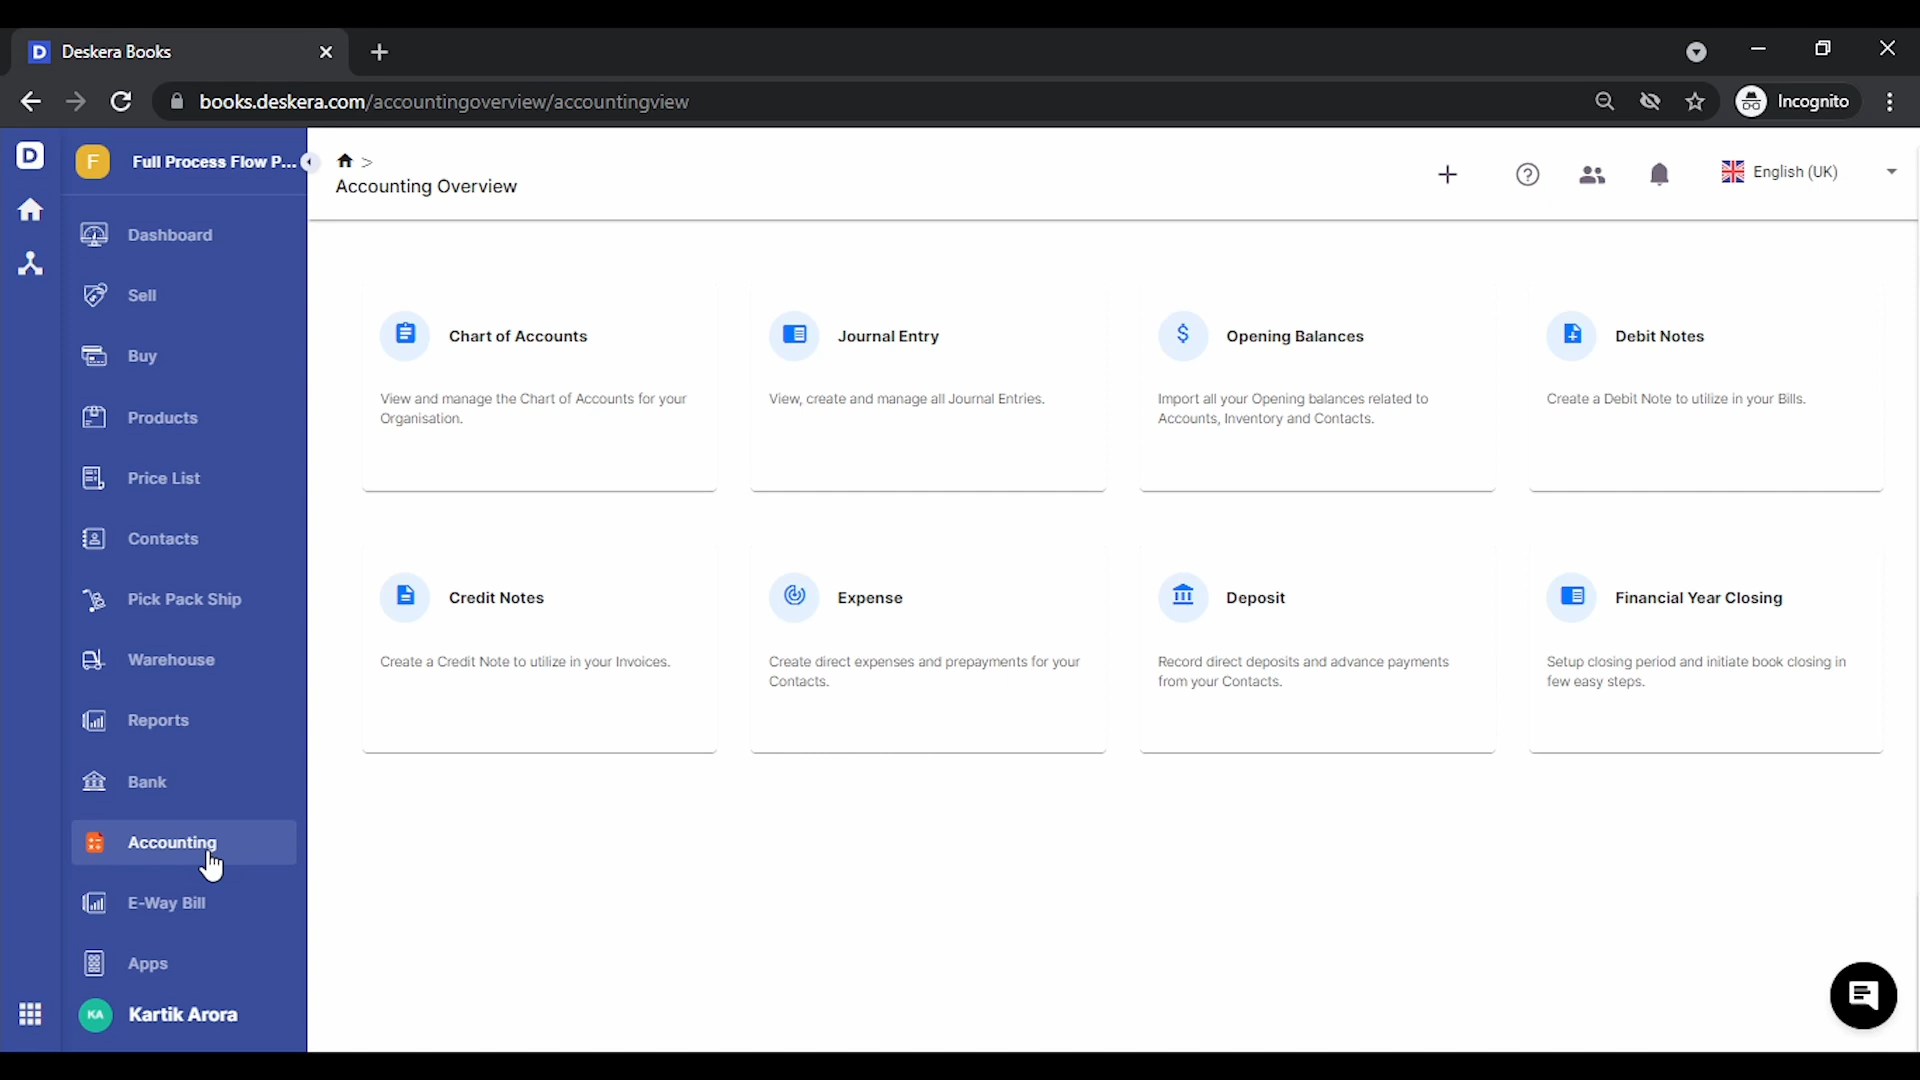 D Deskera Books
books.deskera.com/accountingoverview/accountingview
Incognito
D
F Full Process Flow P...
>
Accounting Overview
English (UK)
Dashboard
Sell
Buy
Products
Price List
Contacts
Pick Pack Ship
Warehouse
Reports
Bank
Accounting
E-Way Bill
Apps
KA Kartik Arora
Chart of Accounts
View and manage the Chart of Accounts for your
Organisation.
Journal Entry
View, create and manage all Journal Entries.
$ Opening Balances
Import all your Opening balances related to
Accounts, Inventory and Contacts.
Debit Notes
Create a Debit Note to utilize in your Bills.
Credit Notes
Create a Credit Note to utilize in your Invoices.
Expense
Create direct expenses and prepayments for your
Contacts.
Deposit
Record direct deposits and advance payments
from your Contacts.
Financial Year Closing
Setup closing period and initiate book closing in
few easy steps.